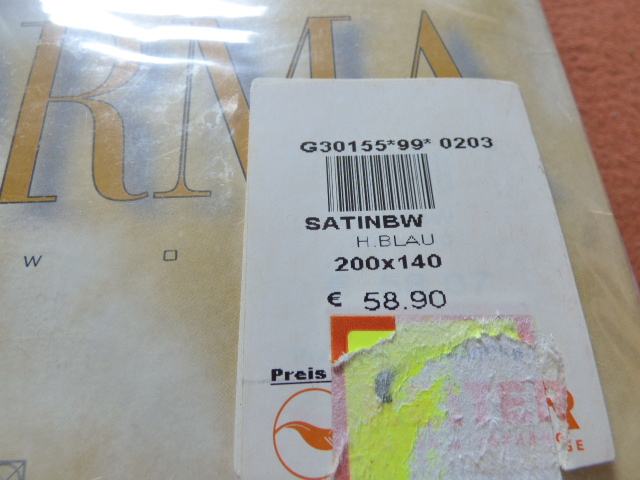 RMA
W O
G30155*99* 0203
SATINBW
H.BLAU
200x140
€ 58.90
Preis